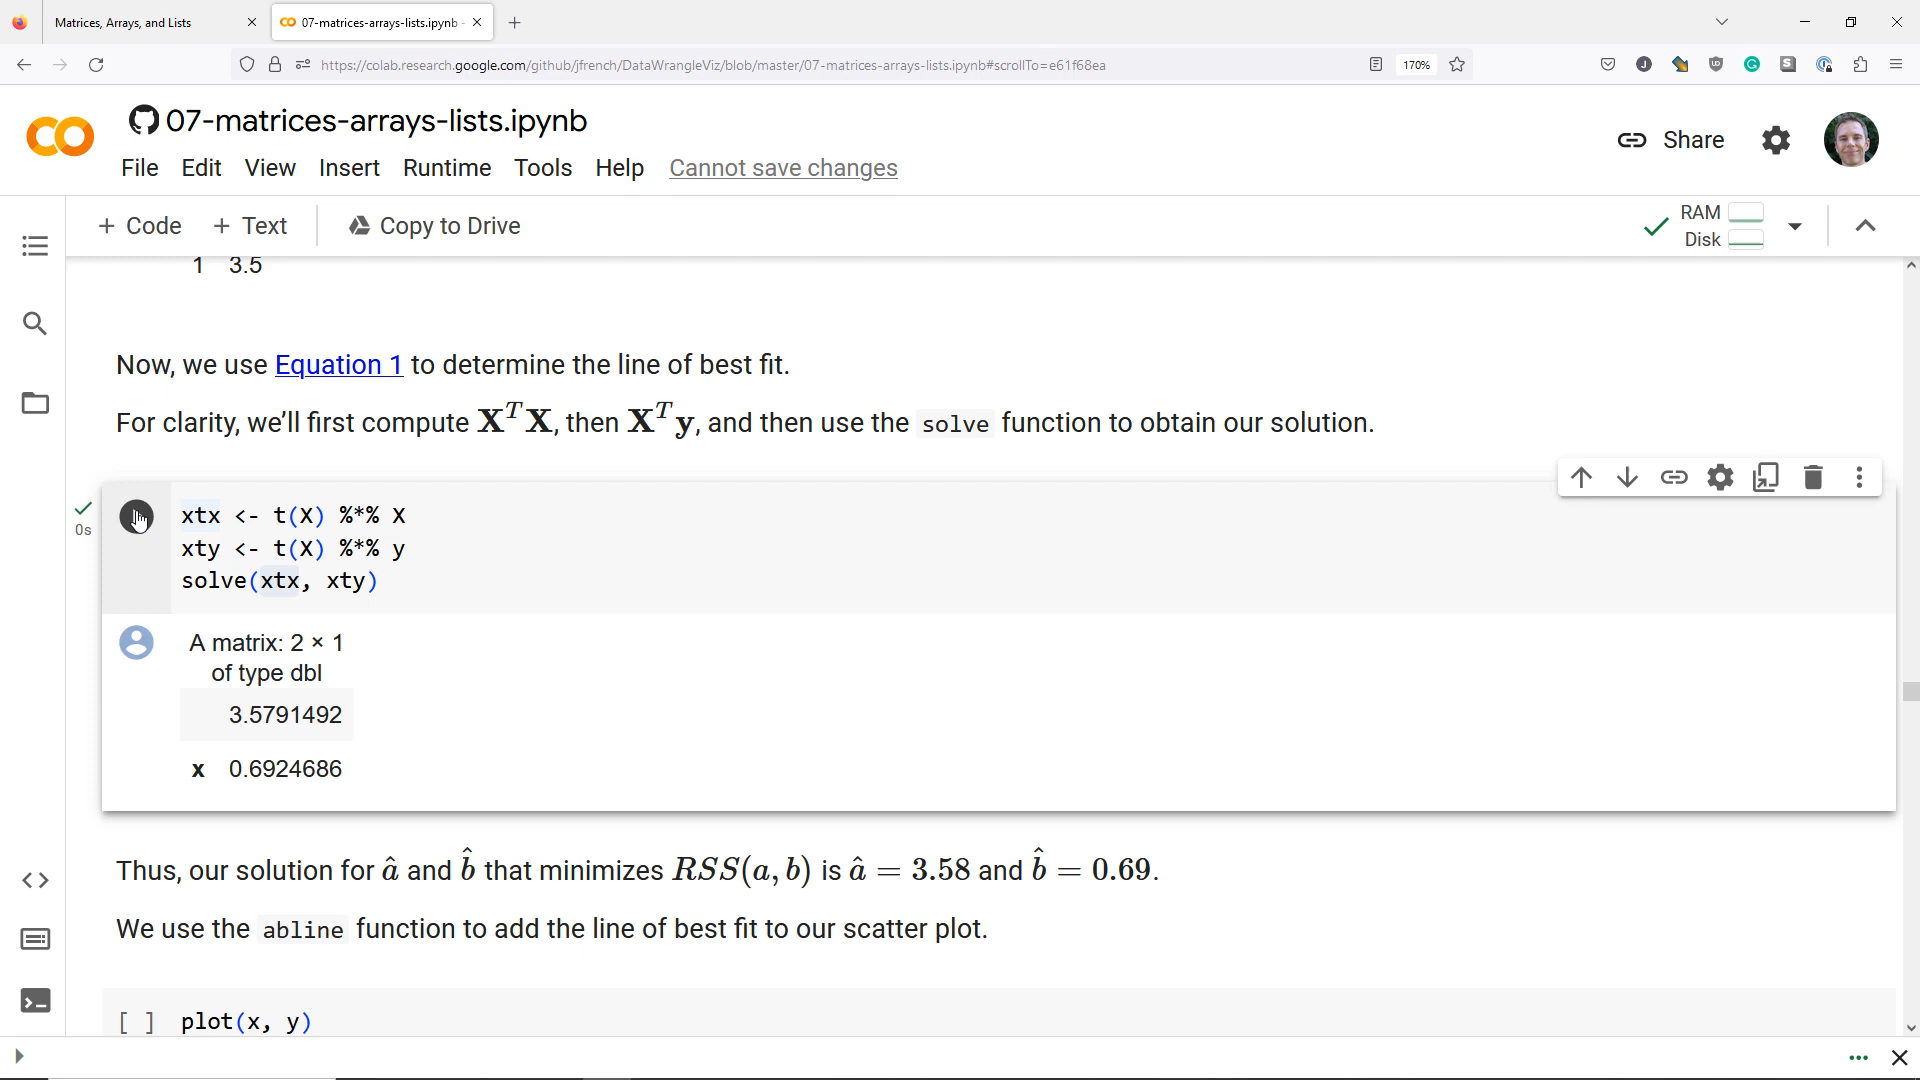 Matrices, Arrays, and Lists
07-matrices-arrays-lists.ipynb -
https://colab.research.google.com/github/jfrench/DataWrangleViz/blob/master/07-matrices-arrays-lists.ipynb#scrollTo=e61f68ea
170%
07-matrices-arrays-lists.ipynb
File Edit View Insert Runtime Tools Help Cannot save changes
Share
+ Code + Text Copy to Drive
RAM
Disk
1 3.5
Now, we use Equation 1 to determine the line of best fit.
For clarity, we’ll first compute X^T X, then X^T y, and then use the solve function to obtain our solution.
0s
xtx <- t(X) %*% X
xty <- t(X) %*% y
solve(xtx, xty)
A matrix: 2 × 1
of type dbl
3.5791492
x 0.6924686
Thus, our solution for â and b̂ that minimizes RSS(a, b) is â = 3.58 and b̂ = 0.69.
We use the abline function to add the line of best fit to our scatter plot.
[ ] plot(x, y)